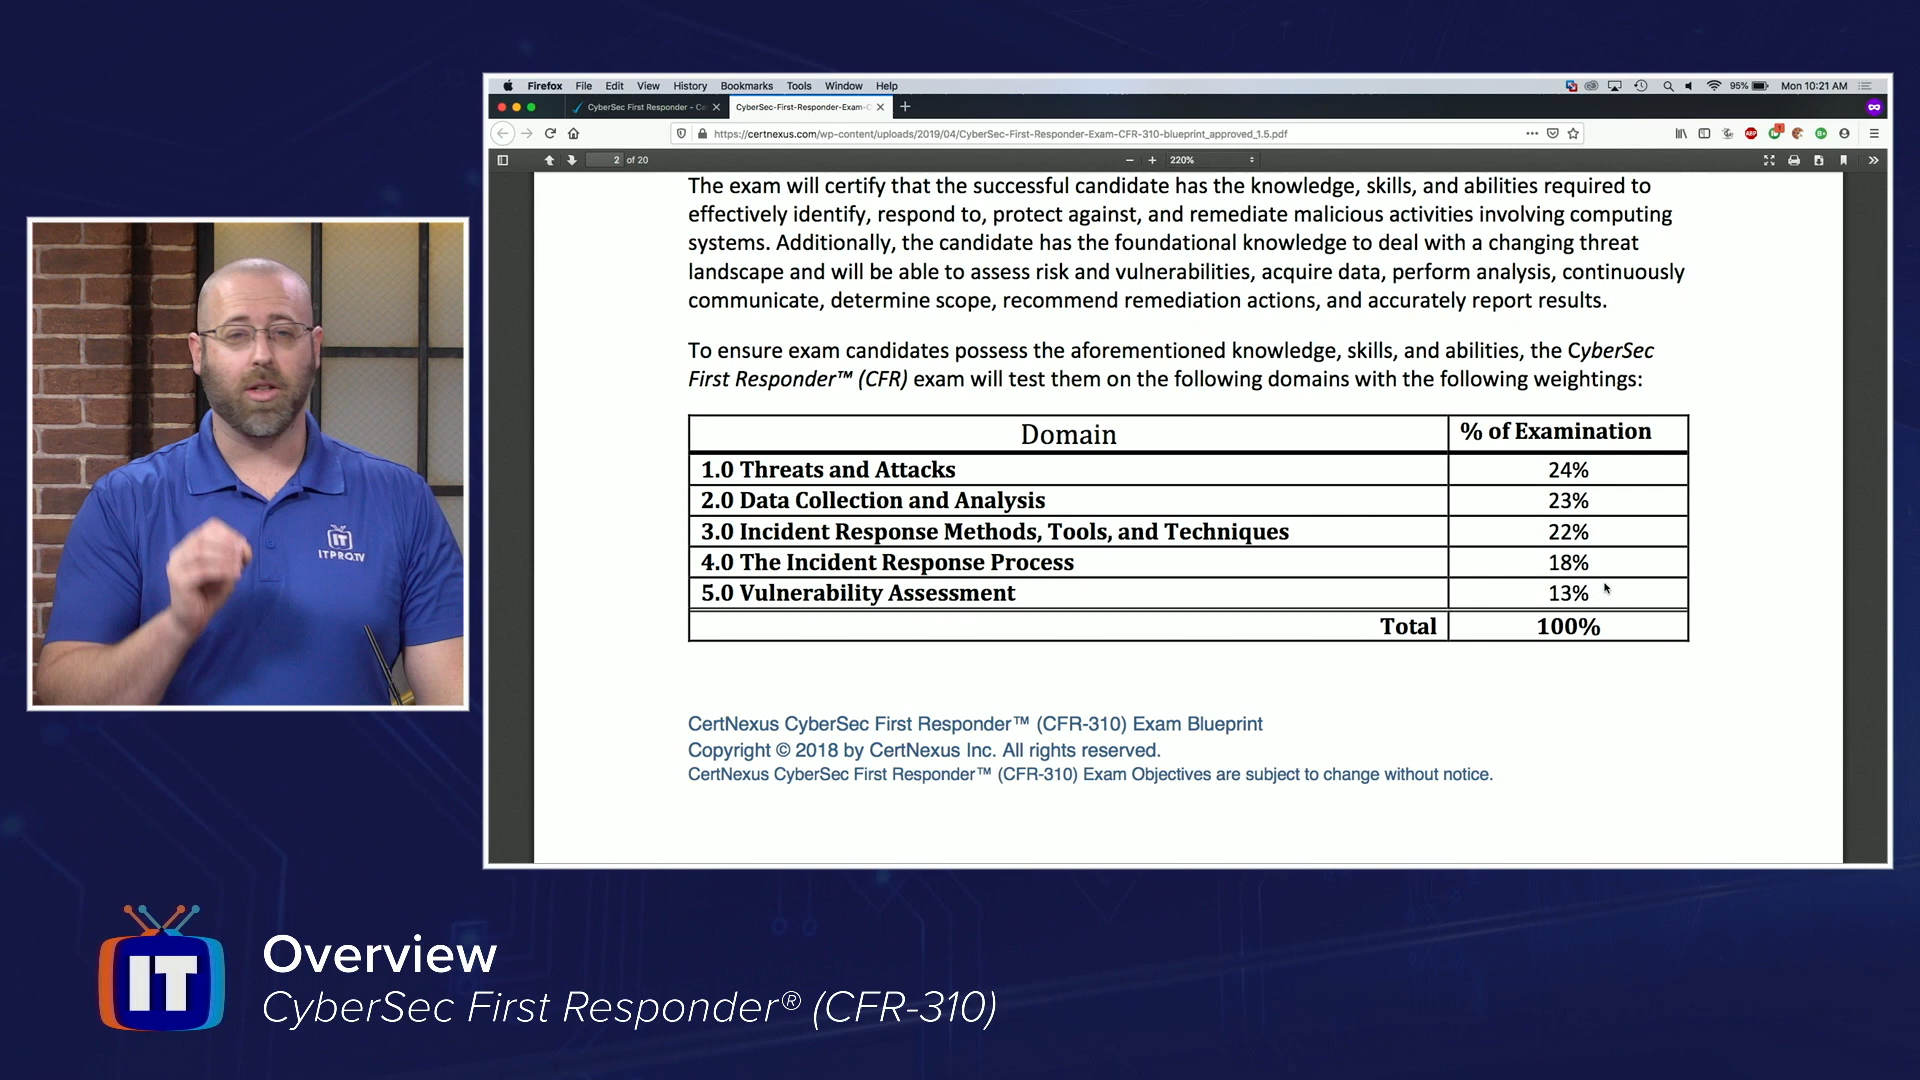 Firefox File Edit View History Bookmarks Tools Window Help
95% Mon 10:21 AM
CyberSec First Responder - Ce
CyberSec-First-Responder-Exam-C
https://certnexus.com/wp-content/uploads/2019/04/CyberSec-First-Responder-Exam-CFR-310-blueprint_approved_1.5.pdf
2 of 20
220%
The exam will certify that the successful candidate has the knowledge, skills, and abilities required to
effectively identify, respond to, protect against, and remediate malicious activities involving computing
systems. Additionally, the candidate has the foundational knowledge to deal with a changing threat
landscape and will be able to assess risk and vulnerabilities, acquire data, perform analysis, continuously
communicate, determine scope, recommend remediation actions, and accurately report results.
To ensure exam candidates possess the aforementioned knowledge, skills, and abilities, the CyberSec
First Responder™ (CFR) exam will test them on the following domains with the following weightings:
Domain % of Examination
1.0 Threats and Attacks 24%
2.0 Data Collection and Analysis 23%
3.0 Incident Response Methods, Tools, and Techniques 22%
4.0 The Incident Response Process 18%
5.0 Vulnerability Assessment 13%
Total 100%
CertNexus CyberSec First Responder™ (CFR-310) Exam Blueprint
Copyright © 2018 by CertNexus Inc. All rights reserved.
CertNexus CyberSec First Responder™ (CFR-310) Exam Objectives are subject to change without notice.
IT
ITPRO.TV
IT
Overview
CyberSec First Responder® (CFR-310)